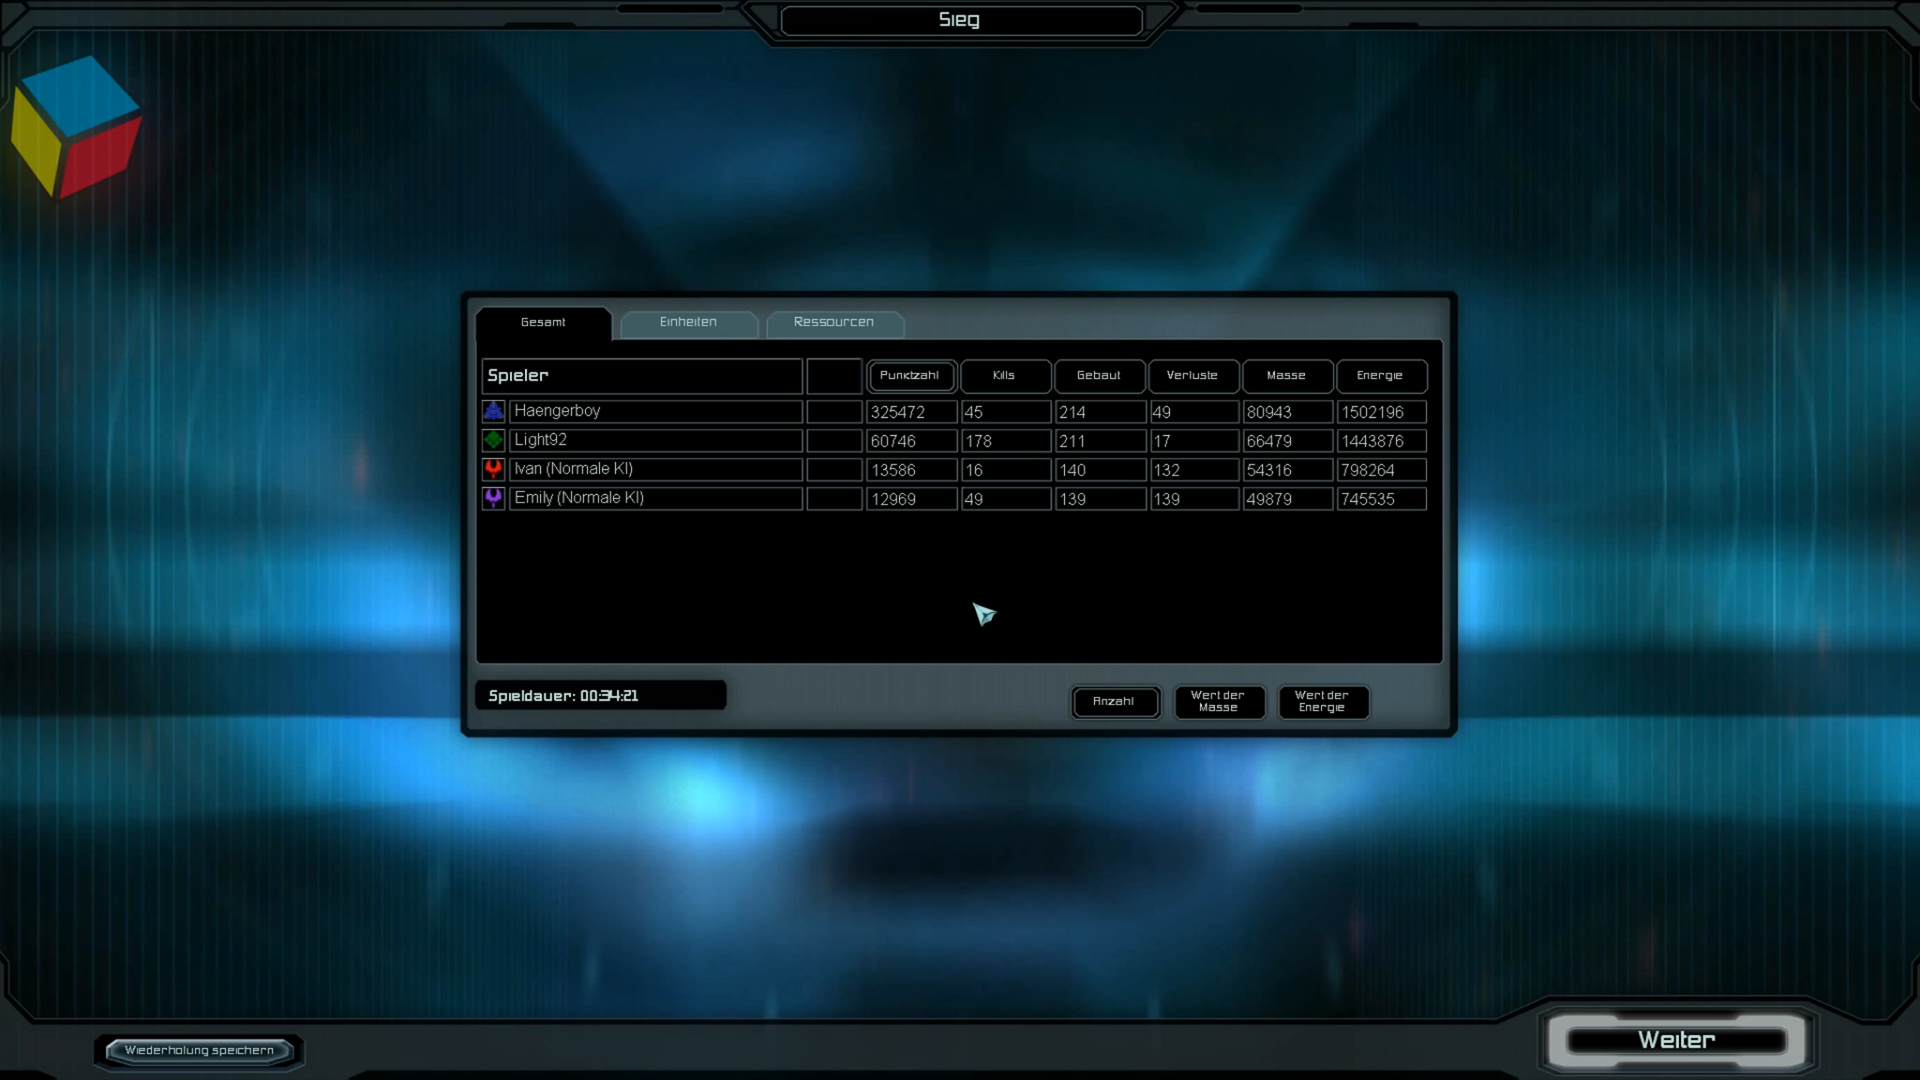 Sieg
Gesamt Einheiten Ressourcen
Spieler Punktzahl Kills Gebaut Verluste Masse Energie
Haengerboy 325472 45 214 49 80943 1502196
Light92 60746 178 211 17 66479 1443876
Ivan (Normale KI) 13586 16 140 132 54316 798264
Emily (Normale KI) 12969 49 139 139 49879 745535
Spieldauer: 00:34:21
Anzahl
Wert der
Masse
Wert der
Energie
Wiederholung speichern
Weiter